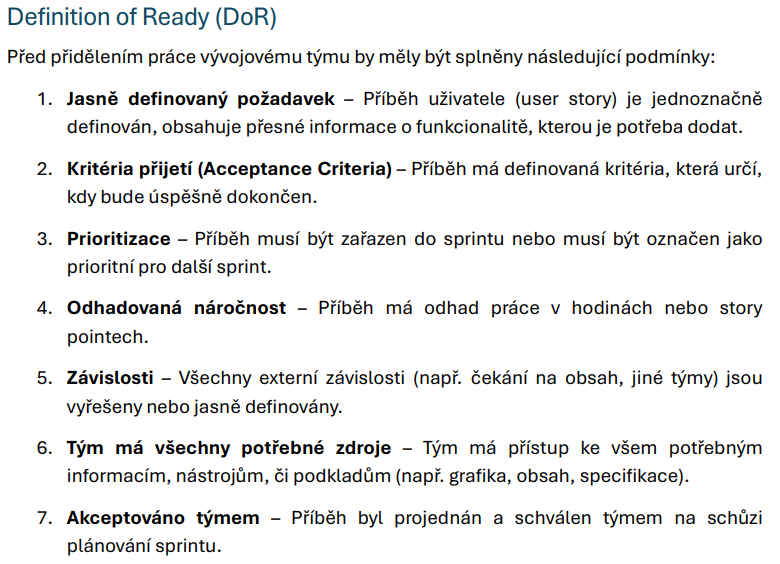 Definition of Ready (DoR)
Před přidělením práce vývojovému týmu by měly být splněny následující podmínky:
1. Jasně definovaný požadavek – Příběh uživatele (user story) je jednoznačně
definován, obsahuje přesné informace o funkcionalitě, kterou je potřeba dodat.
2. Kritéria přijetí (Acceptance Criteria) – Příběh má definovaná kritéria, která určí,
kdy bude úspěšně dokončen.
3. Prioritizace – Příběh musí být zařazen do sprintu nebo musí být označen jako
prioritní pro další sprint.
4. Odhadovaná náročnost – Příběh má odhad práce v hodinách nebo story
pointech.
5. Závislosti – Všechny externí závislosti (např. čekání na obsah, jiné týmy) jsou
vyřešeny nebo jasně definovány.
6. Tým má všechny potřebné zdroje – Tým má přístup ke všem potřebným
informacím, nástrojům, či podkladům (např. grafika, obsah, specifikace).
7. Akceptováno týmem – Příběh byl projednán a schválen týmem na schůzi
plánování sprintu.